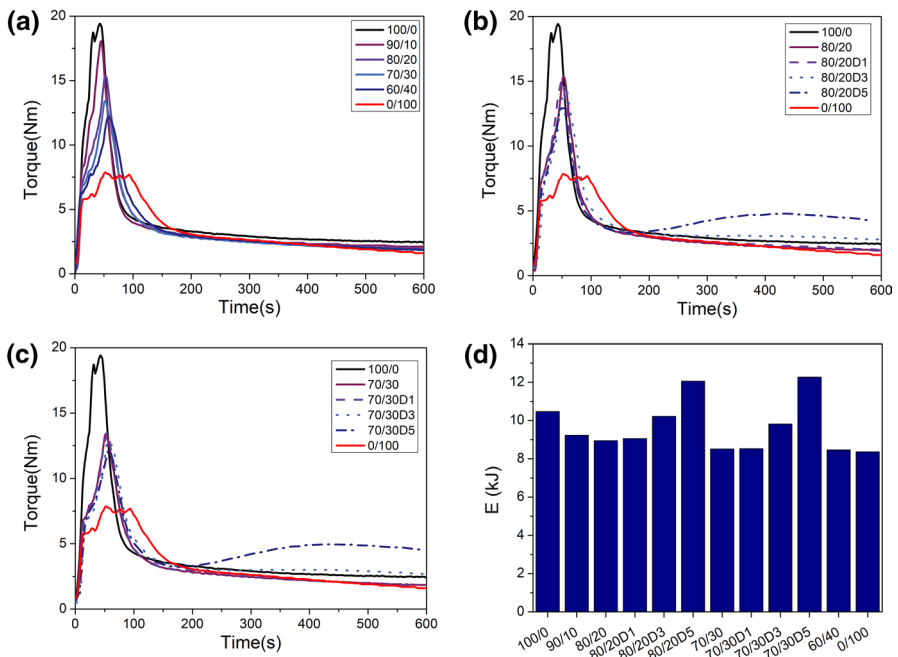 (a)
20
15
10
5
0
Torque(Nm)
0 100 200 300 400 500 600
Time(s)
100/0
90/10
80/20
70/30
60/40
0/100
(b)
20
15
10
5
0
Torque(Nm)
0 100 200 300 400 500 600
Time(s)
100/0
80/20
80/20D1
80/20D3
80/20D5
0/100
(c)
20
15
10
5
0
Torque(Nm)
0 100 200 300 400 500 600
Time(s)
100/0
70/30
70/30D1
70/30D3
70/30D5
0/100
(d)
14
12
10
8
6
4
2
0
E (kJ)
100/0 90/10 80/20 80/20D1 80/20D3 80/20D5 70/30 70/30D1 70/30D3 70/30D5 60/40 0/100